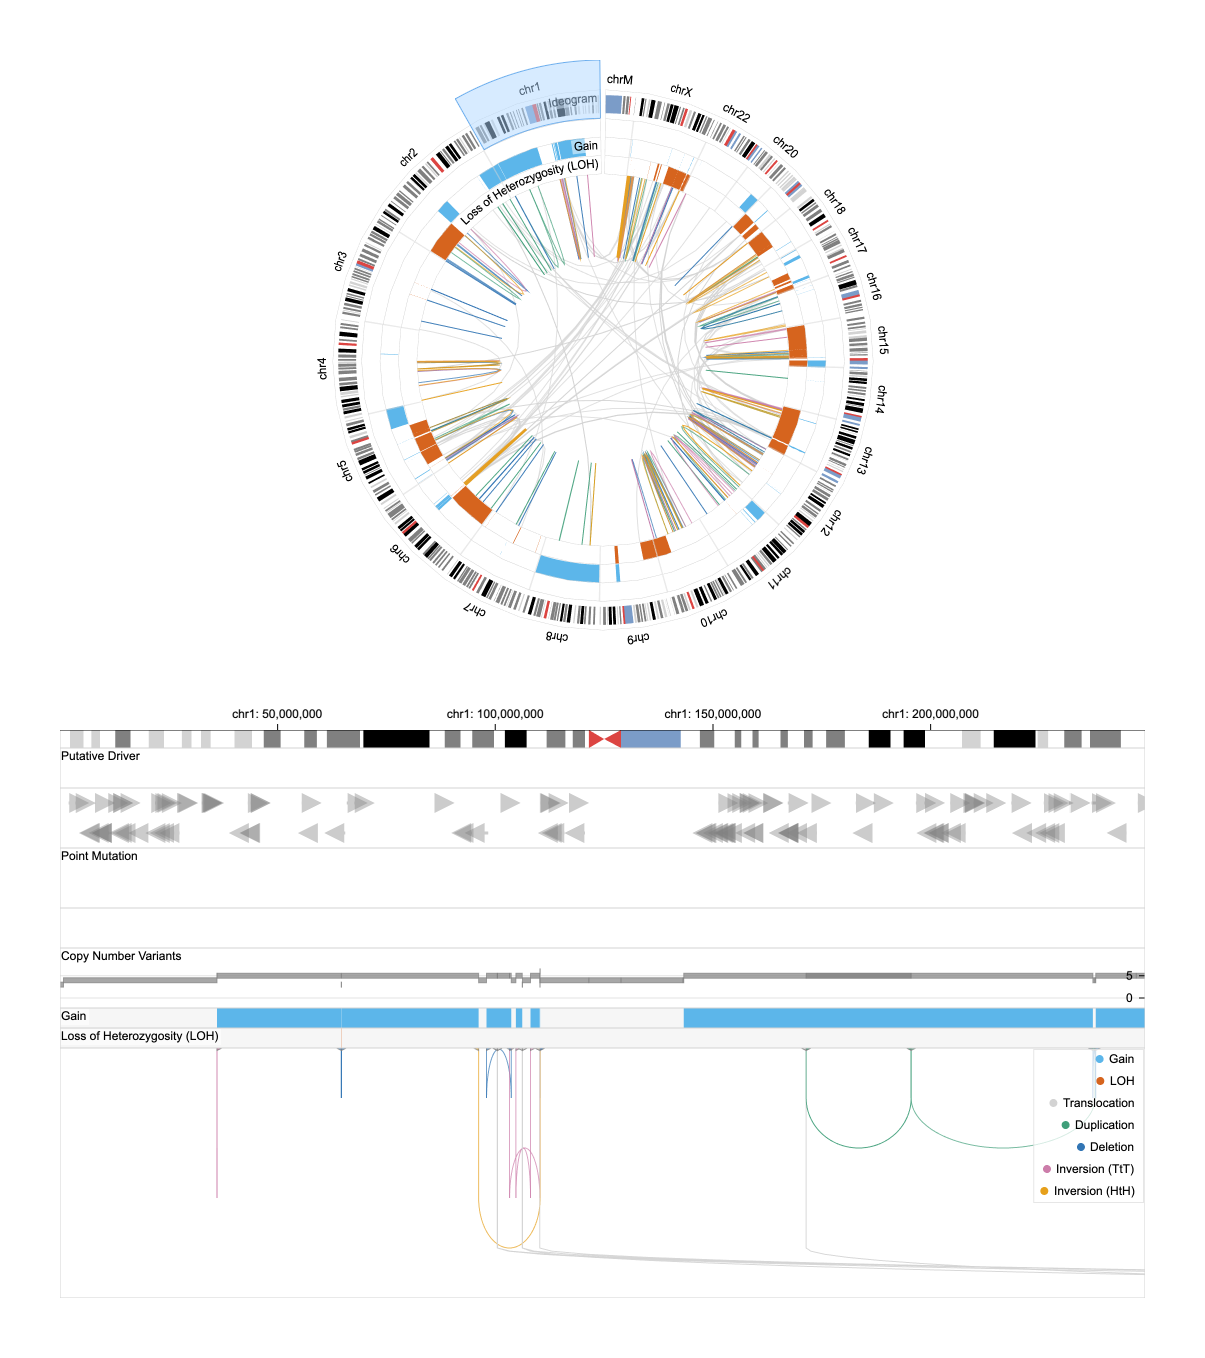 chrM
chrX
chr22
chr20
chr18
chr17
chr16
chr15
chr14
chr13
chr12
chr11
chr10
chr9
chr8
chr7
chr6
chr5
chr4
chr3
chr2
chr1
Ideogram
Gain
Loss of Heterozygosity (LOH)
chr1: 50,000,000 chr1: 100,000,000 chr1: 150,000,000 chr1: 200,000,000
Putative Driver
Point Mutation
Copy Number Variants
5
0
Gain
Loss of Heterozygosity (LOH)
Gain
LOH
Translocation
Duplication
Deletion
Inversion (TtT)
Inversion (HtH)